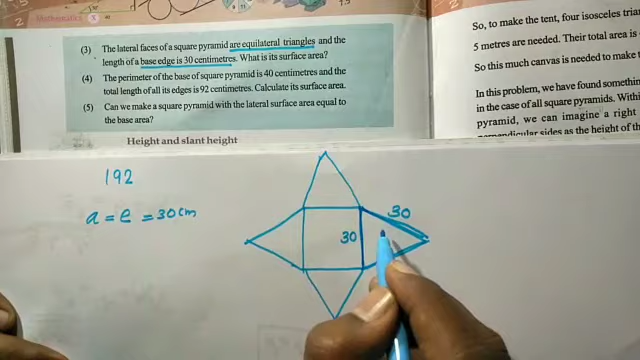 Mathematics X
So, to make the tent, four isosceles
5 metres are needed. Their total area is
So this much canvas is needed to make
In this problem, we have found
in the case of all square pyramids.
pyramid, we can imagine a right
perpendicular sides as the height of
(3) The lateral faces of a square pyramid are equilateral triangles and the
length of a base edge is 30 centimetres. What is its surface area?
(4) The perimeter of the base of square pyramid is 40 centimetres and the
total length of all its edges is 92 centimetres. Calculate its surface area.
(5) Can we make a square pyramid with the lateral surface area equal to
the base area?
Height and slant height
192
a = e = 30cm
30
30